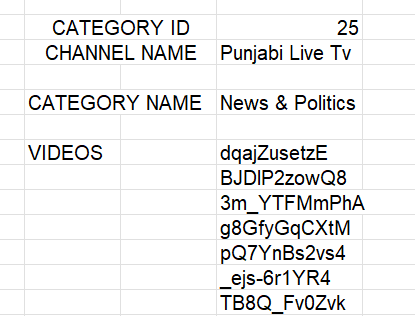 CATEGORY ID 25
CHANNEL NAME Punjabi Live Tv
CATEGORY NAME News & Politics
VIDEOS dqajZusetzE
BJDlP2zowQ8
3m_YTFMmPhA
g8GfyGqCXtM
pQ7YnBs2vs4
_ejs-6r1YR4
TB8Q_Fv0Zvk